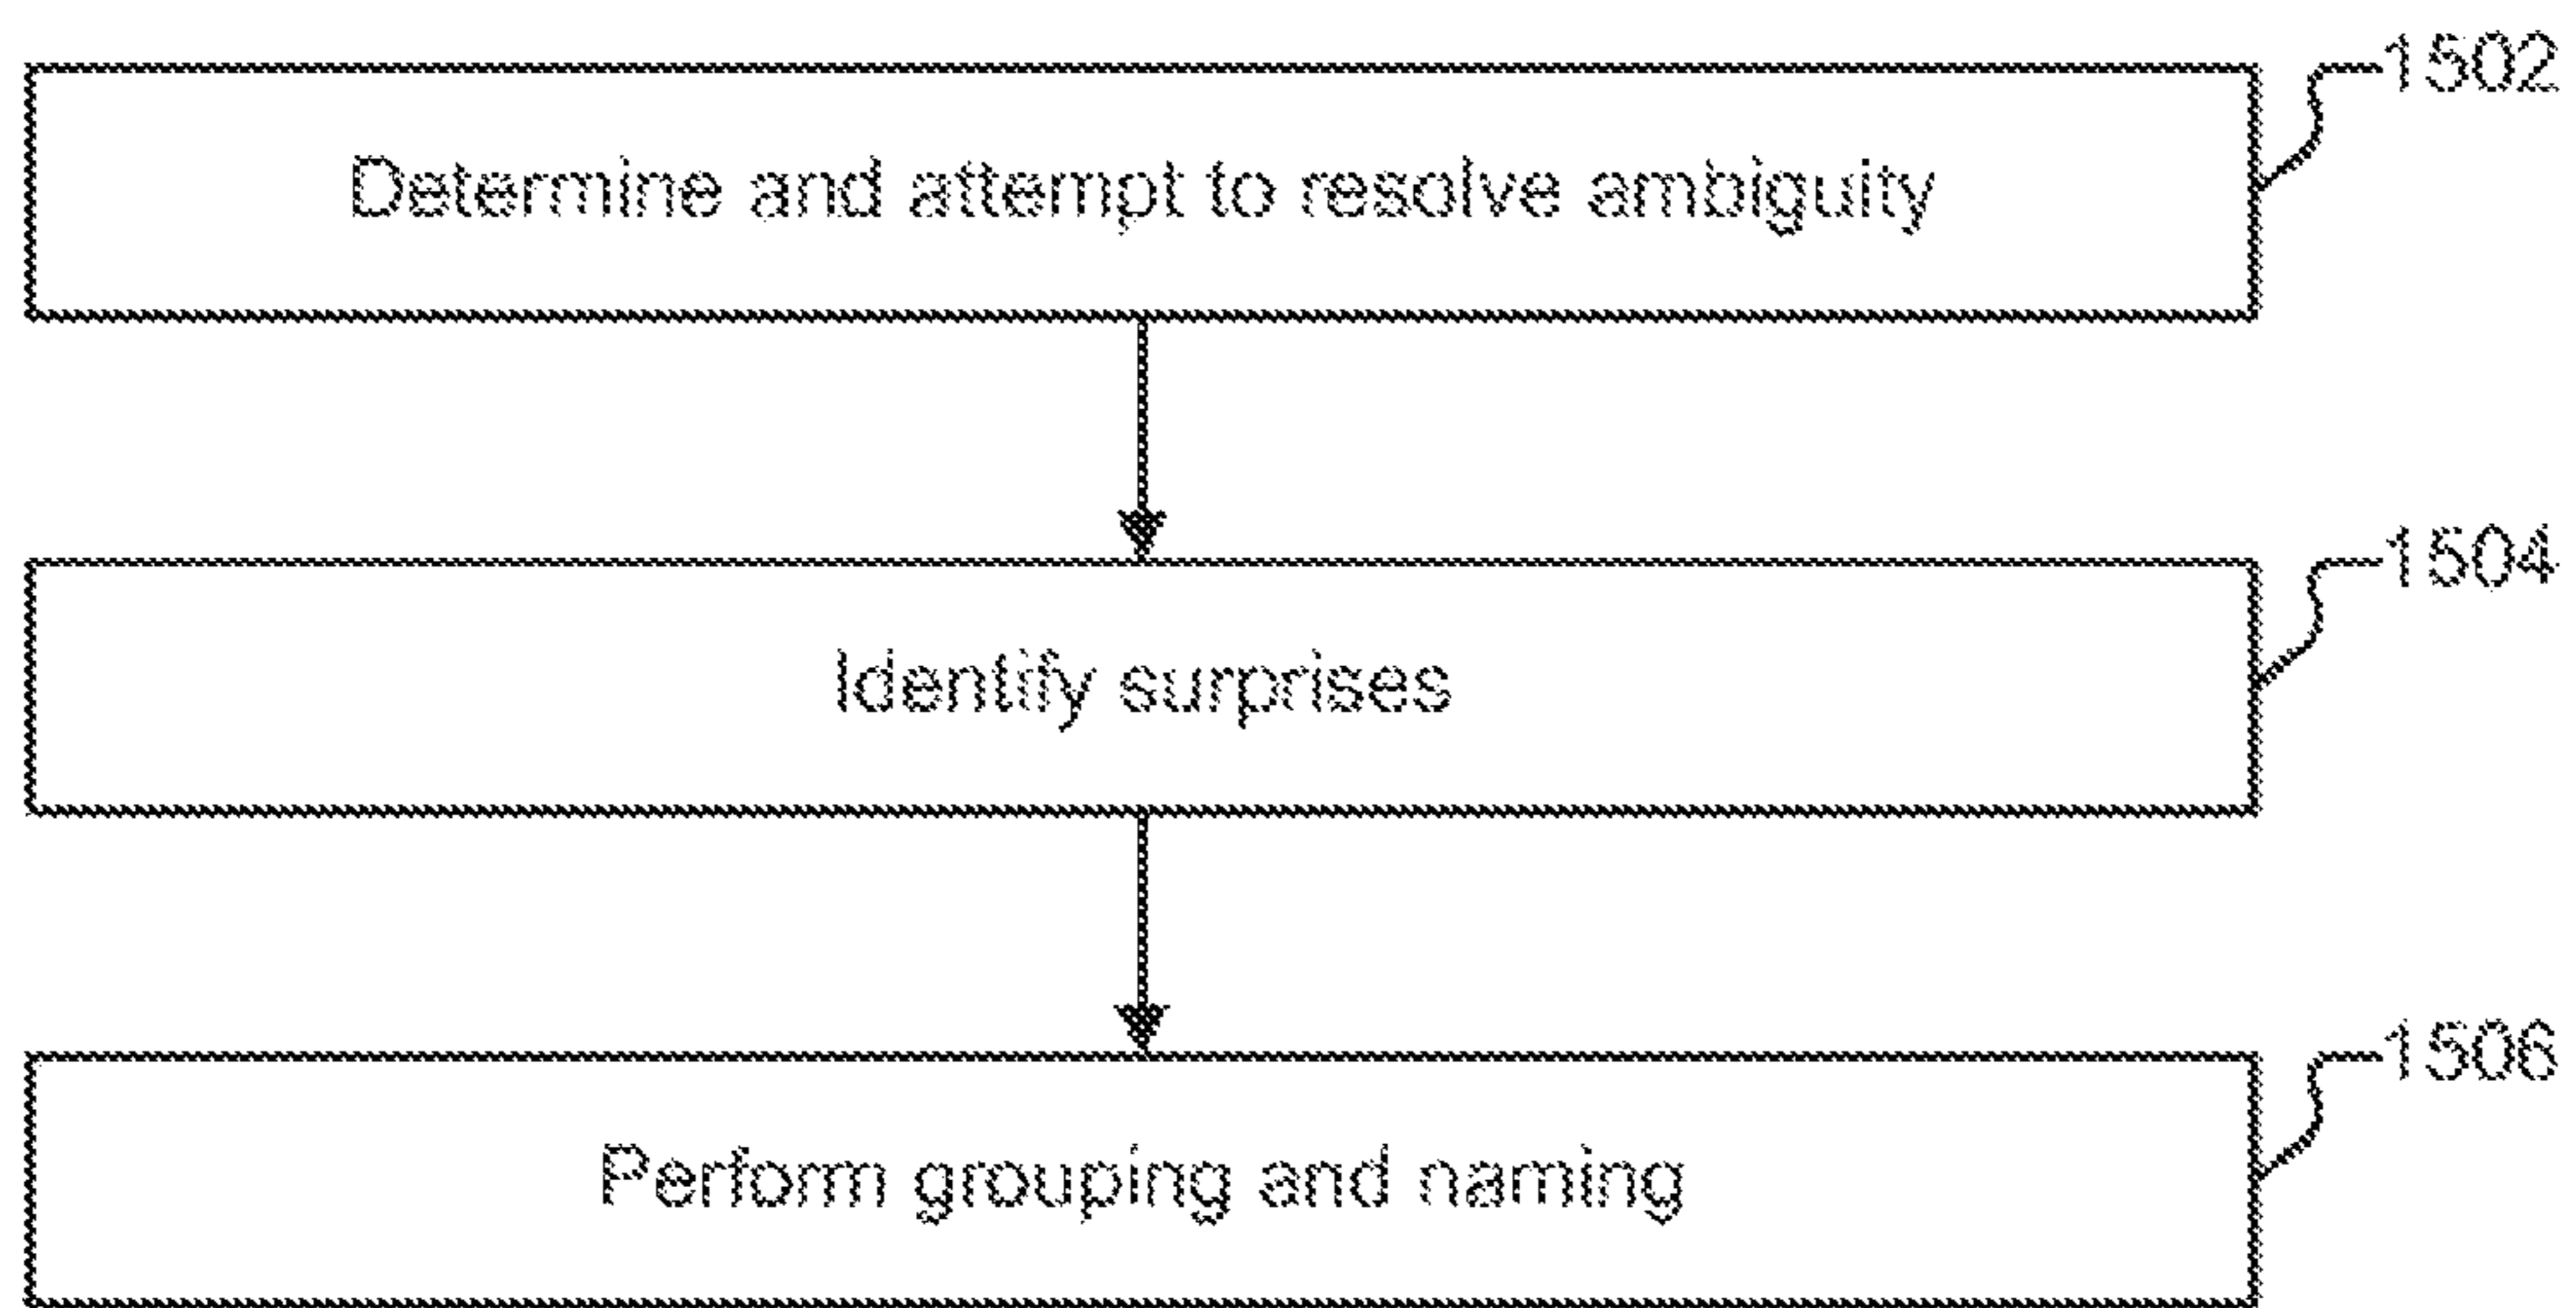 1502
Determine and attempt to resolve ambiguity
1504
Identify surprises
1506
Perform grouping and naming